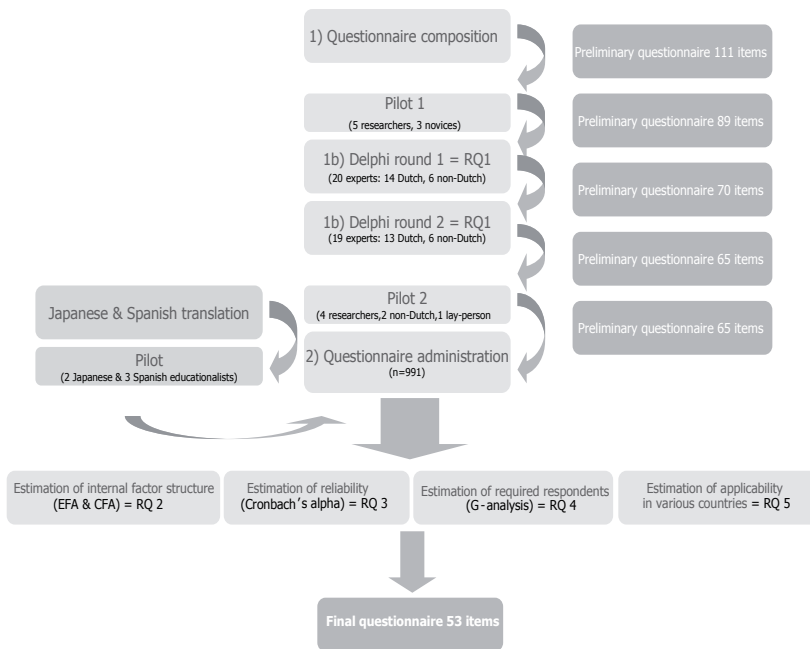 1) Questionnaire composition
Preliminary questionnaire 111 items
Pilot 1
(5 researchers, 3 novices)
Preliminary questionnaire 89 items
1b) Delphi round 1 = RQ1
(20 experts: 14 Dutch, 6 non-Dutch)
Preliminary questionnaire 70 items
1b) Delphi round 2 = RQ1
(19 experts: 13 Dutch, 6 non-Dutch)
Preliminary questionnaire 65 items
Japanese & Spanish translation
Pilot 2
(4 researchers,2 non-Dutch,1 lay-person
Preliminary questionnaire 65 items
Pilot
(2 Japanese & 3 Spanish educationalists)
2) Questionnaire administration
(n=991)
Estimation of internal factor structure
(EFA & CFA) = RQ 2
Estimation of reliability
(Cronbach's alpha) = RQ 3
Estimation of required respondents
(G-analysis) = RQ 4
Estimation of applicability
in various countries = RQ 5
Final questionnaire 53 items